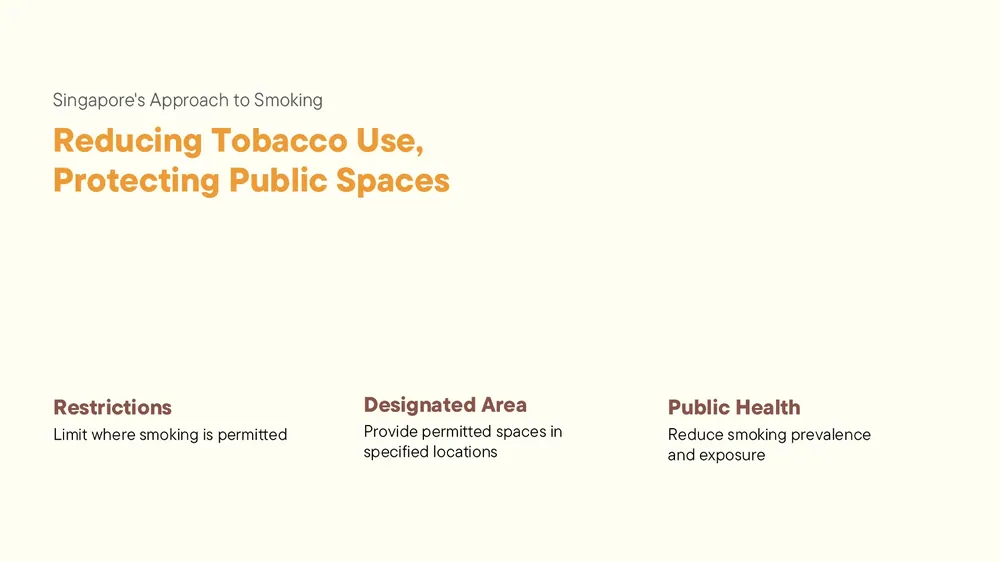 Singapore's Approach to Smoking
Reducing Tobacco Use,
Protecting Public Spaces
Restrictions
Limit where smoking is permitted
Designated Area
Provide permitted spaces in
specified locations
Public Health
Reduce smoking prevalence
and exposure